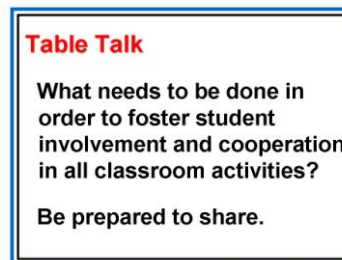 Table Talk
What needs to be done in
order to foster student
involvement and cooperation
in all classroom activities?
Be prepared to share.